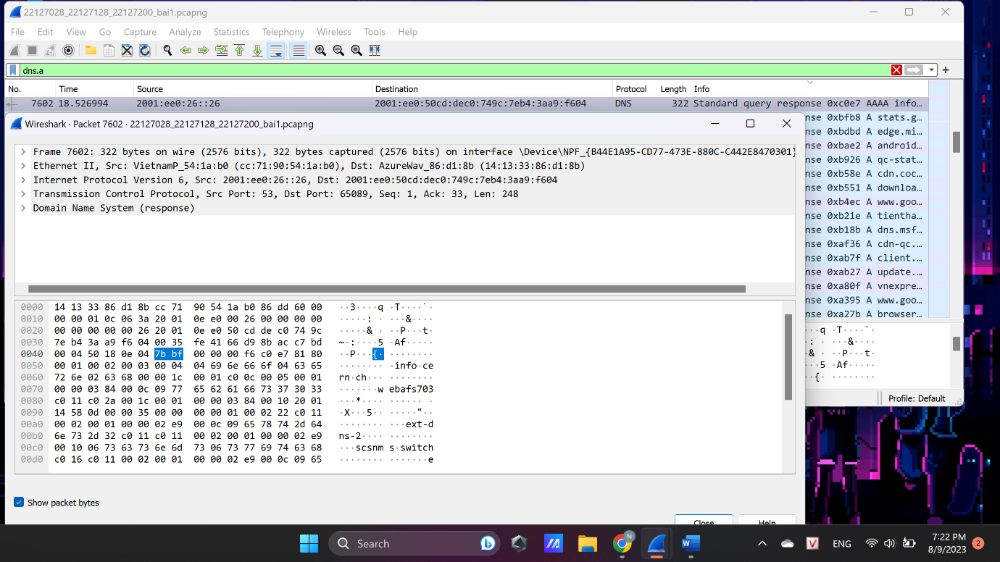 22127028_22127128_22127200_bai1.pcapng
File Edit View Go Capture Analyze Statistics Telephony Wireless Tools Help
dns.a
No. Time Source Destination Protocol Length Info
7602 18.526994 2001:ee0:26::26 2001:ee0:50cd:dec0:749c:7eb4:3aa9:f604 DNS 322 Standard query response 0xc0e7 AAAA info…
Wireshark · Packet 7602 · 22127028_22127128_22127200_bai1.pcapng
Frame 7602: 322 bytes on wire (2576 bits), 322 bytes captured (2576 bits) on interface \Device\NPF_{B44E1A95-CD77-473E-880C-C442E8470301}
Ethernet II, Src: VietnamP_54:1a:b0 (cc:71:90:54:1a:b0), Dst: AzureWav_86:d1:8b (14:13:33:86:d1:8b)
Internet Protocol Version 6, Src: 2001:ee0:26::26, Dst: 2001:ee0:50cd:dec0:749c:7eb4:3aa9:f604
Transmission Control Protocol, Src Port: 53, Dst Port: 65089, Seq: 1, Ack: 33, Len: 248
Domain Name System (response)
nse 0xbfb8 A stats.g…
nse 0xbdbd A edge.mi…
nse 0xbae2 A android…
nse 0xb926 A qc-stat…
nse 0xb58e A cdn.coc…
nse 0xb551 A downloa…
nse 0xb4ec A www.goo…
nse 0xb21e A tientha…
nse 0xb18b A dns.msf…
nse 0xaf36 A cdn-qc.…
nse 0xab7f A client.…
nse 0xab27 A update.…
nse 0xa80f A vnexpre…
nse 0xa395 A www.goo…
nse 0xa27b A browser…
0000 14 13 33 86 d1 8b cc 71 90 54 1a b0 86 dd 60 00 ··3····q ·T····`·
0010 00 00 01 0c 06 3a 20 01 0e e0 00 26 00 00 00 00 ·····: · ···&····
0020 00 00 00 00 00 26 20 01 0e e0 50 cd de c0 74 9c ·····& · ··P···t·
0030 7e b4 3a a9 f6 04 00 35 fe 41 66 d9 8b ac c7 bd ~·:····5 ·Af·····
0040 00 04 50 18 0e 04 7b bf 00 00 00 f6 c0 e7 81 80 ··P···{· ········
0050 00 01 00 02 00 03 00 04 04 69 6e 66 6f 04 63 65 ········ ·info·ce
0060 72 6e 02 63 68 00 00 1c 00 01 c0 0c 00 05 00 01 rn·ch··· ········
0070 00 00 03 84 00 0c 09 77 65 62 61 66 73 37 30 33 ·······w ebafs703
0080 c0 11 c0 2a 00 1c 00 01 00 00 03 84 00 10 20 01 ···*···· ······ ·
0090 14 58 0d 00 00 35 00 00 00 00 01 00 02 22 c0 11 ·X···5·· ·····"··
00a0 00 02 00 01 00 00 02 e9 00 0c 09 65 78 74 2d 64 ········ ···ext-d
00b0 6e 73 2d 32 c0 11 c0 11 00 02 00 01 00 00 02 e9 ns-2···· ········
00c0 00 10 06 73 63 73 6e 6d 73 06 73 77 69 74 63 68 ···scsnm s·switch
00d0 c0 16 c0 11 00 02 00 01 00 00 02 e9 00 0c 09 65 ········ ·······e
··q ·T····`·
·: · ···&····
·& · ··P···t·
··5 ·Af·····
·{· ········
Show packet bytes
Close Help
Profile: Default
Search
ENG
7:22 PM
8/9/2023
2